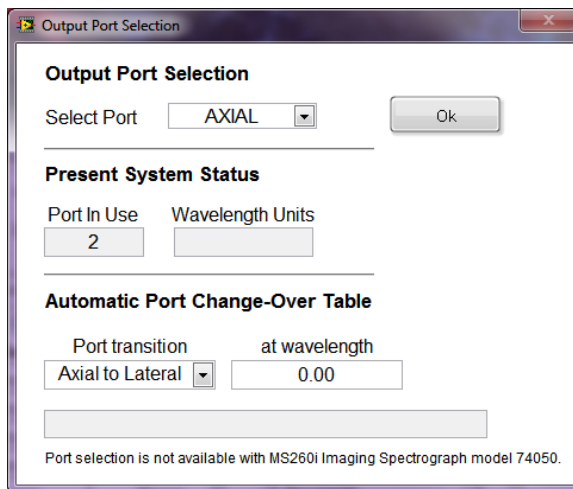 Output Port Selection
X
Output Port Selection
Select Port AXIAL Ok
Present System Status
Port In Use Wavelength Units
2
Automatic Port Change-Over Table
Port transition at wavelength
Axial to Lateral 0.00
Port selection is not available with MS260i Imaging Spectrograph model 74050.